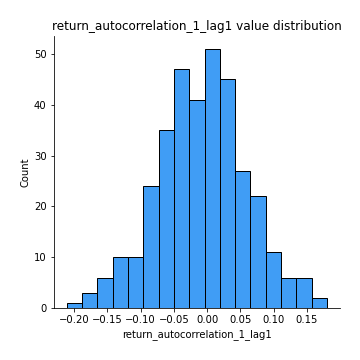 return_autocorrelation_1_lag1 value distribution
50
40
30
20
10
0
Count
−0.20 −0.15 −0.10 −0.05 0.00 0.05 0.10 0.15
return_autocorrelation_1_lag1